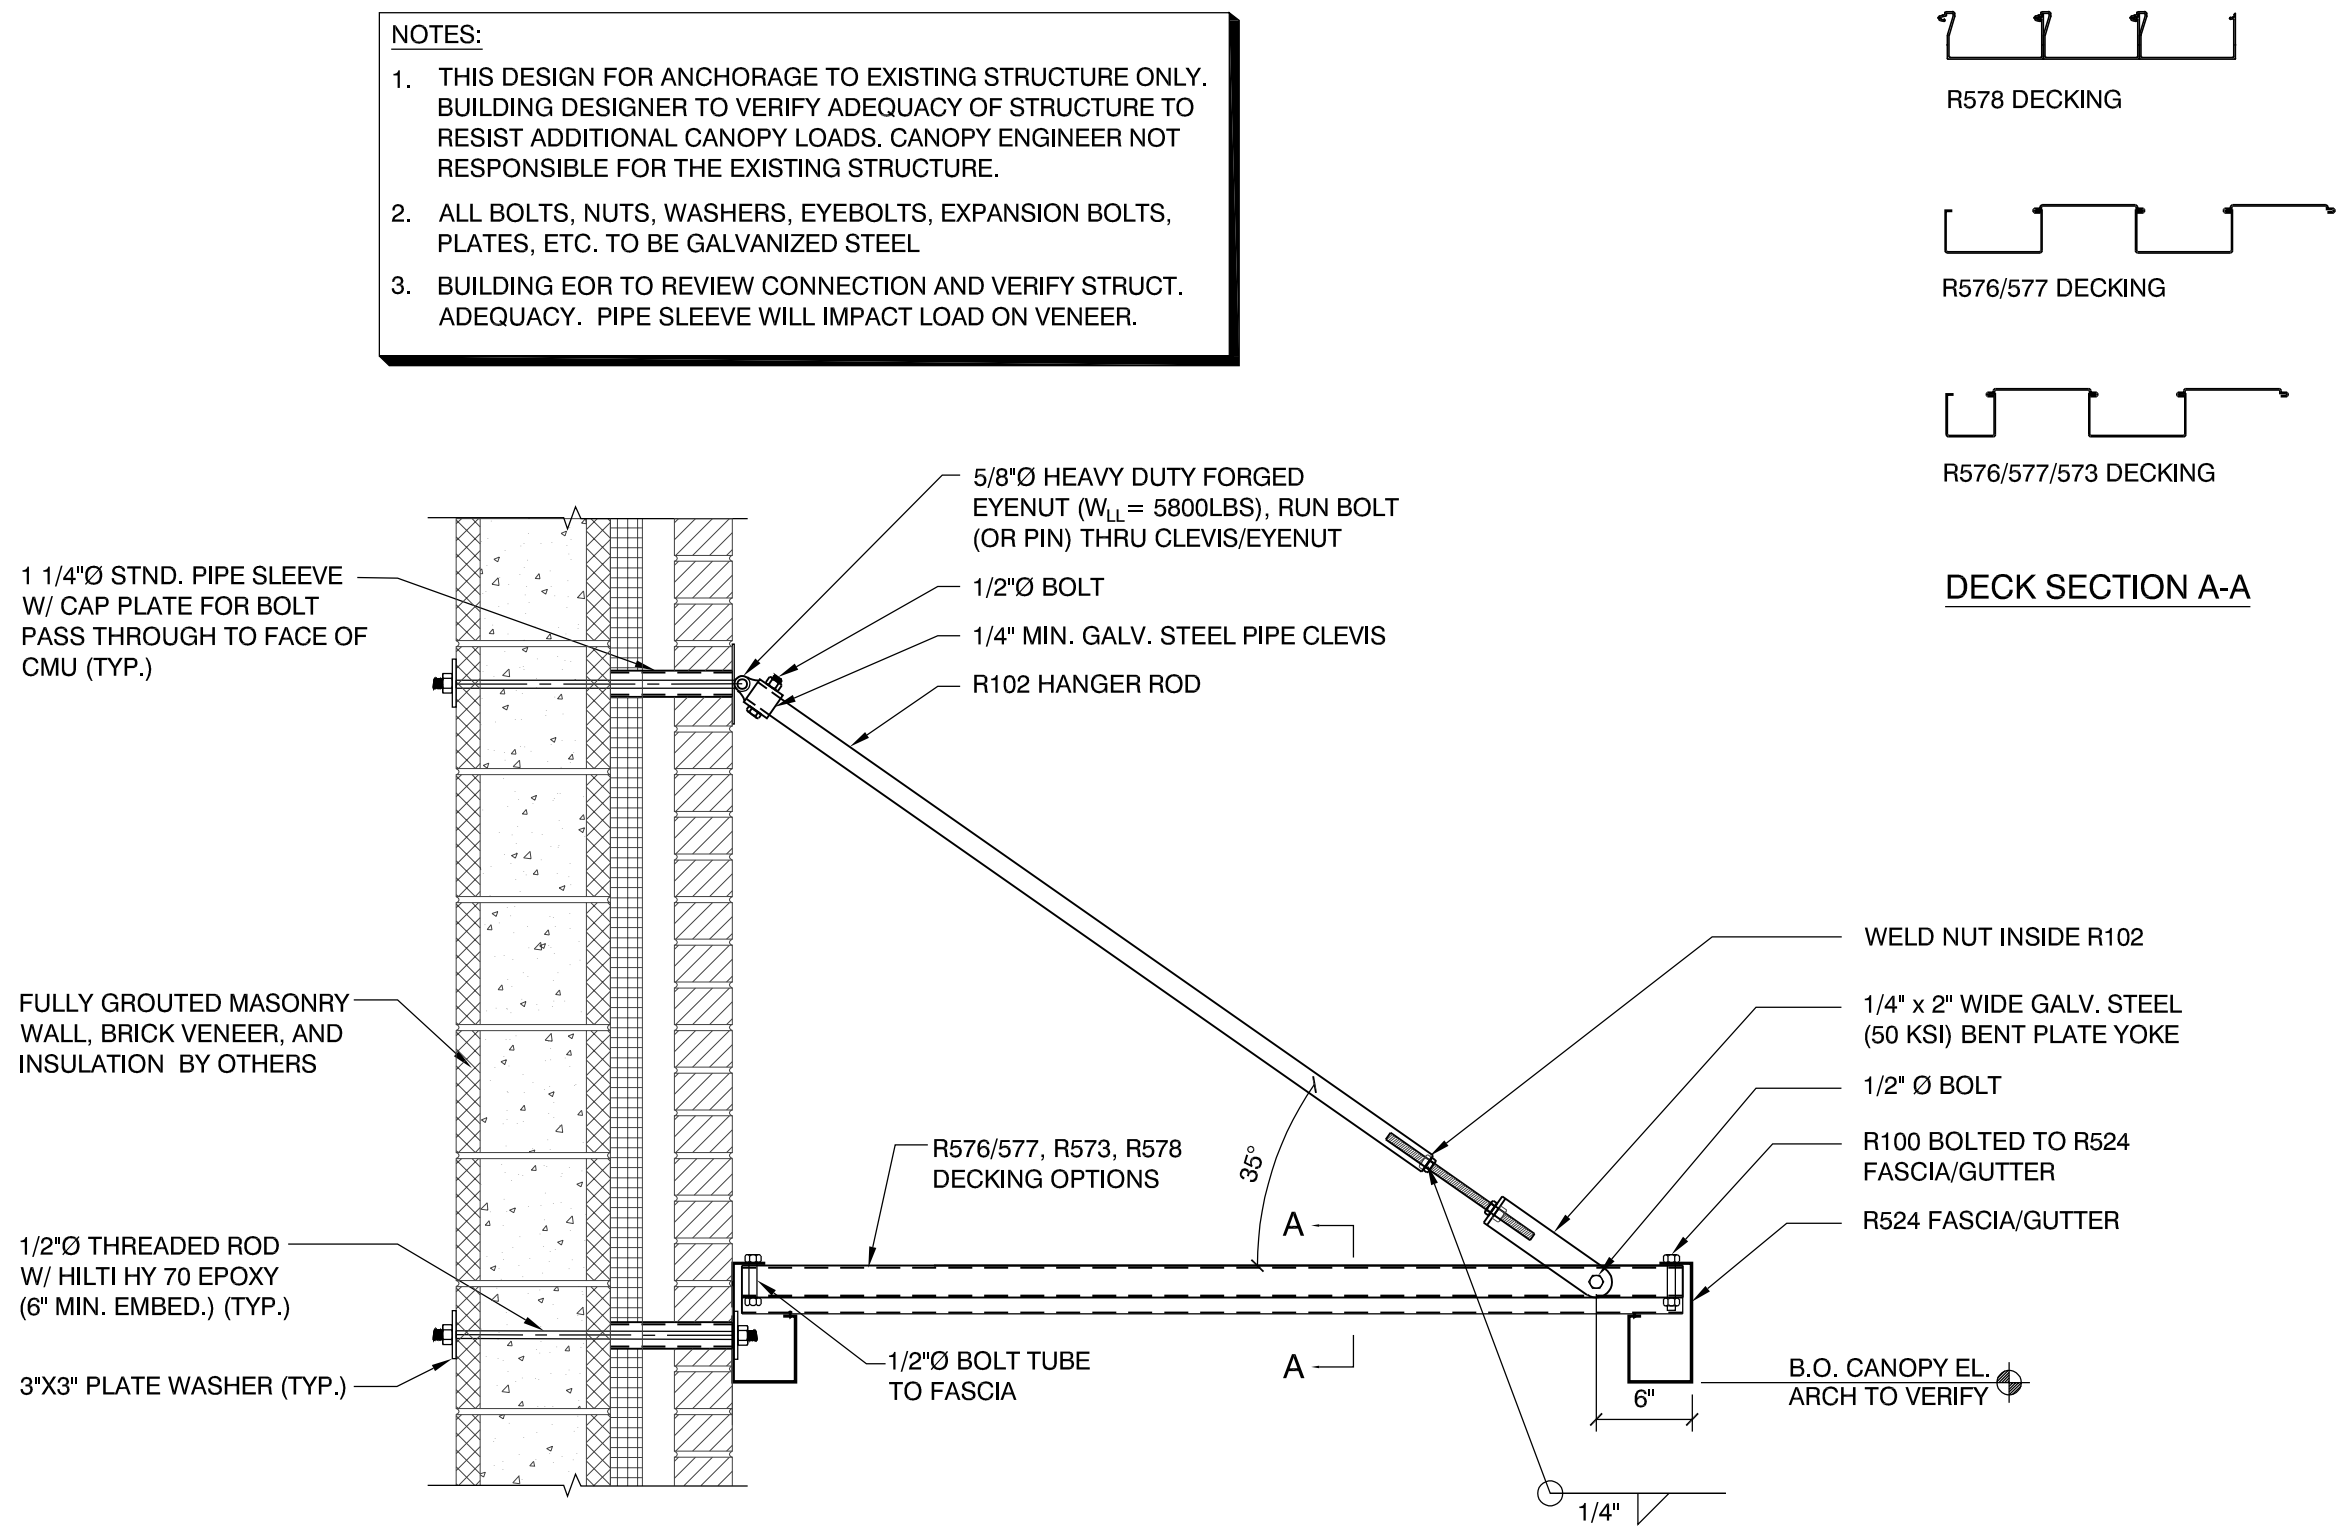 NOTES:
1. THIS DESIGN FOR ANCHORAGE TO EXISTING STRUCTURE ONLY.
BUILDING DESIGNER TO VERIFY ADEQUACY OF STRUCTURE TO
RESIST ADDITIONAL CANOPY LOADS. CANOPY ENGINEER NOT
RESPONSIBLE FOR THE EXISTING STRUCTURE.
2. ALL BOLTS, NUTS, WASHERS, EYEBOLTS, EXPANSION BOLTS,
PLATES, ETC. TO BE GALVANIZED STEEL
3. BUILDING EOR TO REVIEW CONNECTION AND VERIFY STRUCT.
ADEQUACY. PIPE SLEEVE WILL IMPACT LOAD ON VENEER.
R578 DECKING
R576/577 DECKING
R576/577/573 DECKING
DECK SECTION A-A
5/8"Ø HEAVY DUTY FORGED
EYENUT (WLL= 5800LBS), RUN BOLT
(OR PIN) THRU CLEVIS/EYENUT
1/2"Ø BOLT
1/4" MIN. GALV. STEEL PIPE CLEVIS
R102 HANGER ROD
1 1/4"Ø STND. PIPE SLEEVE
W/ CAP PLATE FOR BOLT
PASS THROUGH TO FACE OF
CMU (TYP.)
FULLY GROUTED MASONRY
WALL, BRICK VENEER, AND
INSULATION BY OTHERS
1/2"Ø THREADED ROD
W/ HILTI HY 70 EPOXY
(6" MIN. EMBED.) (TYP.)
3"X3" PLATE WASHER (TYP.)
R576/577, R573, R578
DECKING OPTIONS
35°
A
A
1/2"Ø BOLT TUBE
TO FASCIA
WELD NUT INSIDE R102
1/4" x 2" WIDE GALV. STEEL
(50 KSI) BENT PLATE YOKE
1/2" Ø BOLT
R100 BOLTED TO R524
FASCIA/GUTTER
R524 FASCIA/GUTTER
B.O. CANOPY EL.
ARCH TO VERIFY
6"
1/4"